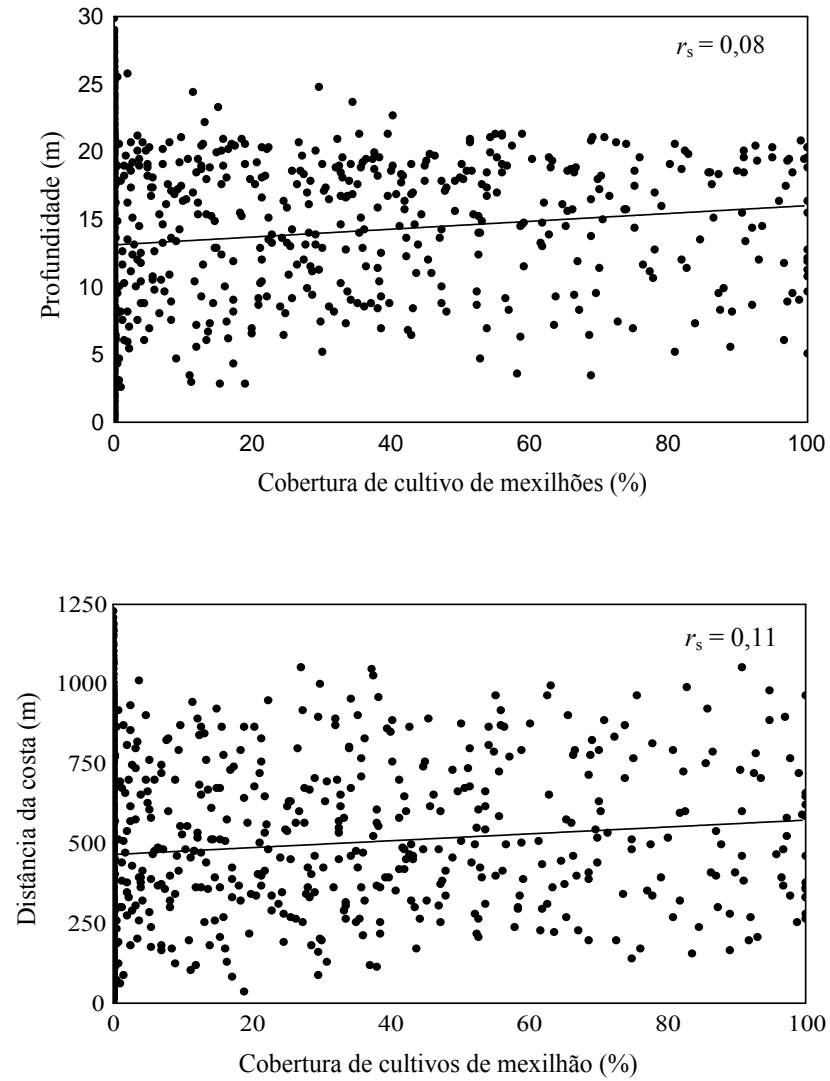 30
25
20
15
10
5
0
Profundidade (m)
r_s = 0,08
0 20 40 60 80 100
Cobertura de cultivo de mexilhões (%)
1250
1000
750
500
250
0
Distância da costa (m)
r_s = 0,11
0 20 40 60 80 100
Cobertura de cultivos de mexilhão (%)